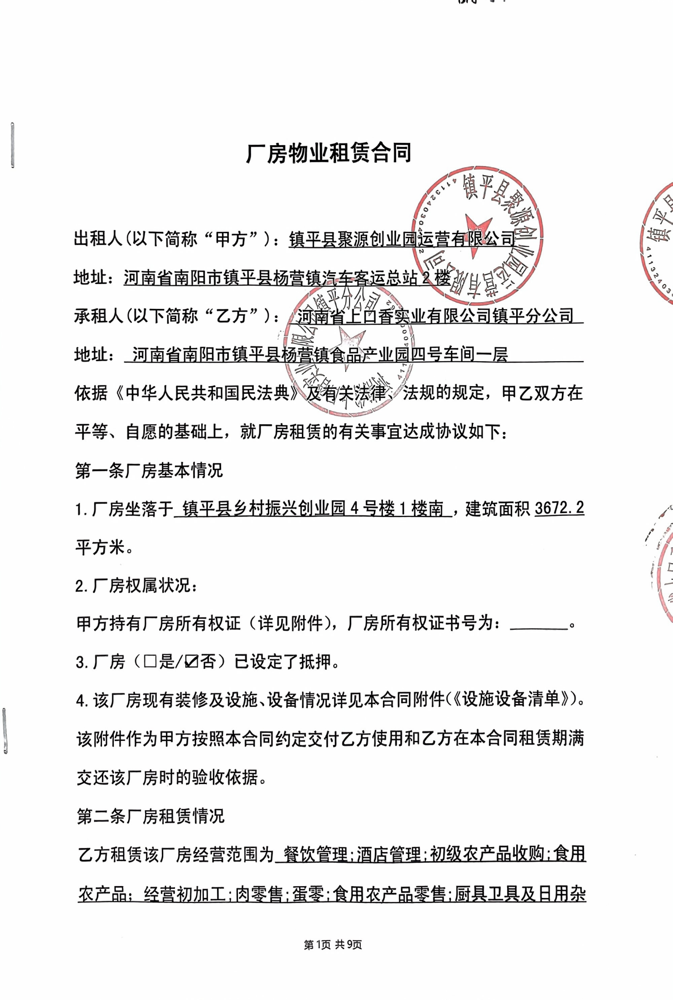 厂房物业租赁合同
出租人(以下简称“甲方”)：镇平县聚源创业园运营有限公司
地址：河南省南阳市镇平县杨营镇汽车客运总站2楼
承租人(以下简称“乙方”)：河南省上口香实业有限公司镇平分公司
地址：河南省南阳市镇平县杨营镇食品产业园四号车间一层
依据《中华人民共和国民法典》及有关法律、法规的规定，甲乙双方在
平等、自愿的基础上，就厂房租赁的有关事宜达成协议如下：
第一条厂房基本情况
1.厂房坐落于 镇平县乡村振兴创业园4号楼1楼南 ，建筑面积3672.2
平方米。
2.厂房权属状况：
甲方持有厂房所有权证（详见附件)，厂房所有权证书号为：_______。
3.厂房（□是/☑否）已设定了抵押。
4.该厂房现有装修及设施、设备情况详见本合同附件(《设施设备清单》)。
该附件作为甲方按照本合同约定交付乙方使用和乙方在本合同租赁期满
交还该厂房时的验收依据。
第二条厂房租赁情况
乙方租赁该厂房经营范围为 餐饮管理;酒店管理;初级农产品收购;食用
农产品；经营初加工;肉零售;蛋零;食用农产品零售;厨具卫具及日用杂
第1页 共9页
镇平县聚源创业园运营有限公司